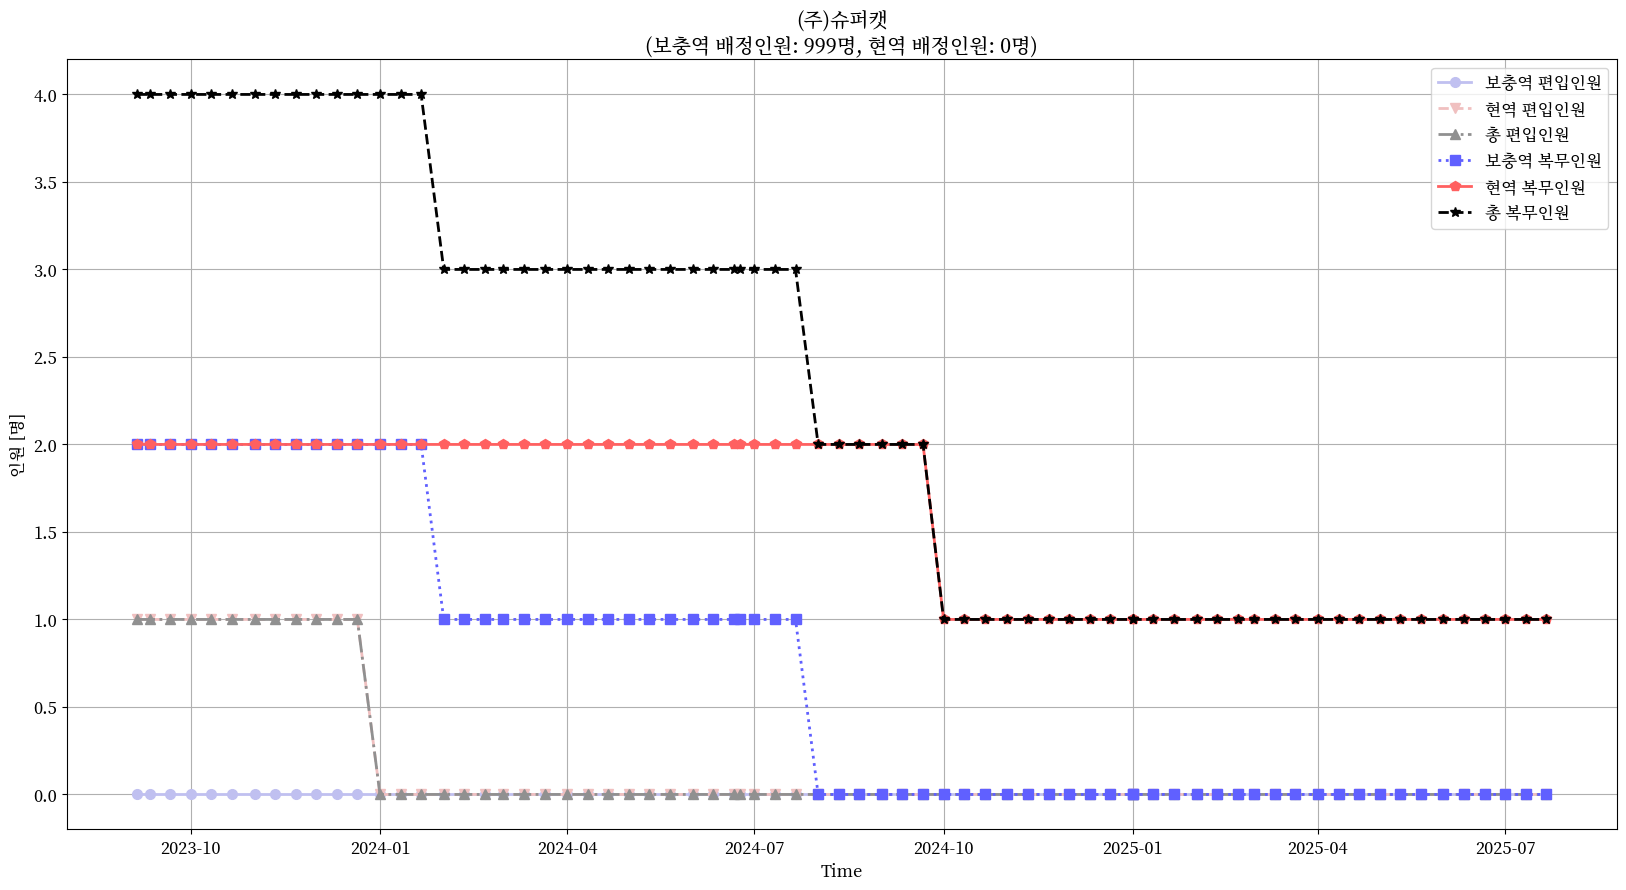 (주)슈퍼캣
(보충역 배정인원: 999명, 현역 배정인원: 0명)
보충역 편입인원
현역 편입인원
총 편입인원
보충역 복무인원
현역 복무인원
총 복무인원
인원 [명]
4.0
3.5
3.0
2.5
2.0
1.5
1.0
0.5
0.0
2023-10
2024-01
2024-04
2024-07
2024-10
2025-01
2025-04
2025-07
Time